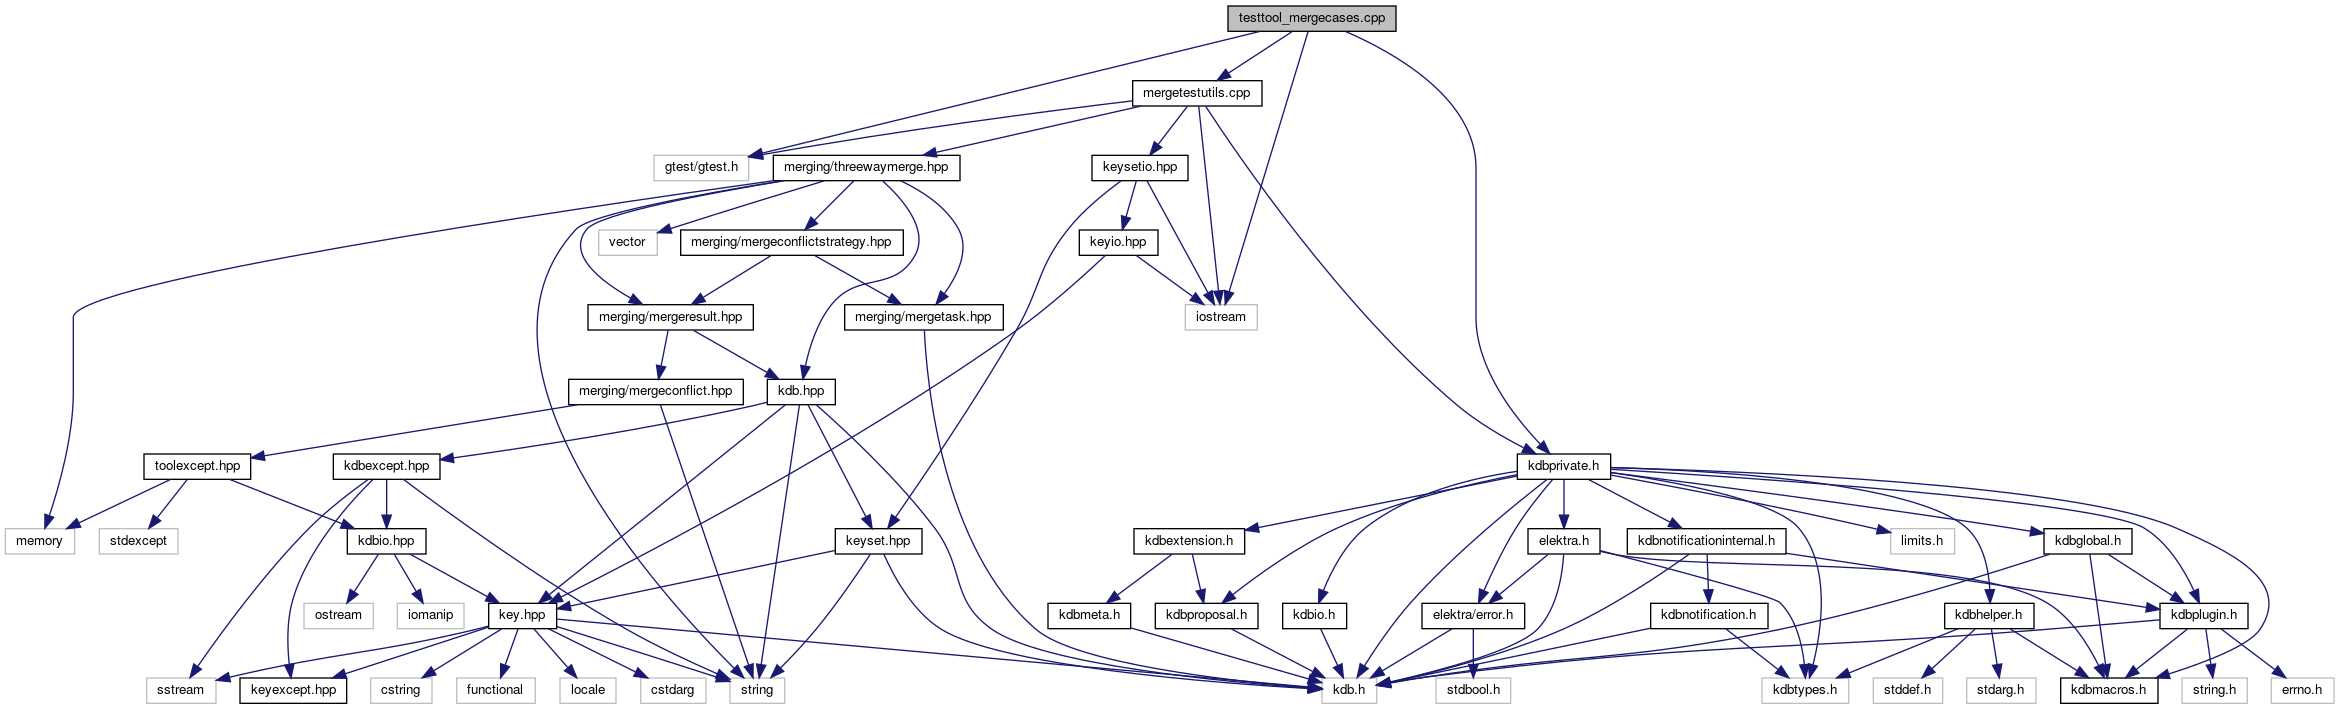 testtool_mergecases.cpp
mergetestutils.cpp
gtest/gtest.h
merging/threewaymerge.hpp
keysetio.hpp
vector
merging/mergeconflictstrategy.hpp
keyio.hpp
merging/mergeresult.hpp
merging/mergetask.hpp
iostream
merging/mergeconflict.hpp
kdb.hpp
toolexcept.hpp
kdbexcept.hpp
kdbprivate.h
memory
stdexcept
kdbio.hpp
keyset.hpp
kdbextension.h
elektra.h
kdbnotificationinternal.h
limits.h
kdbglobal.h
ostream
iomanip
key.hpp
kdbmeta.h
kdbproposal.h
kdbio.h
elektra/error.h
kdbnotification.h
kdbhelper.h
kdbplugin.h
sstream
keyexcept.hpp
cstring
functional
locale
cstdarg
string
kdb.h
stdbool.h
kdbtypes.h
stddef.h
stdarg.h
kdbmacros.h
string.h
errno.h